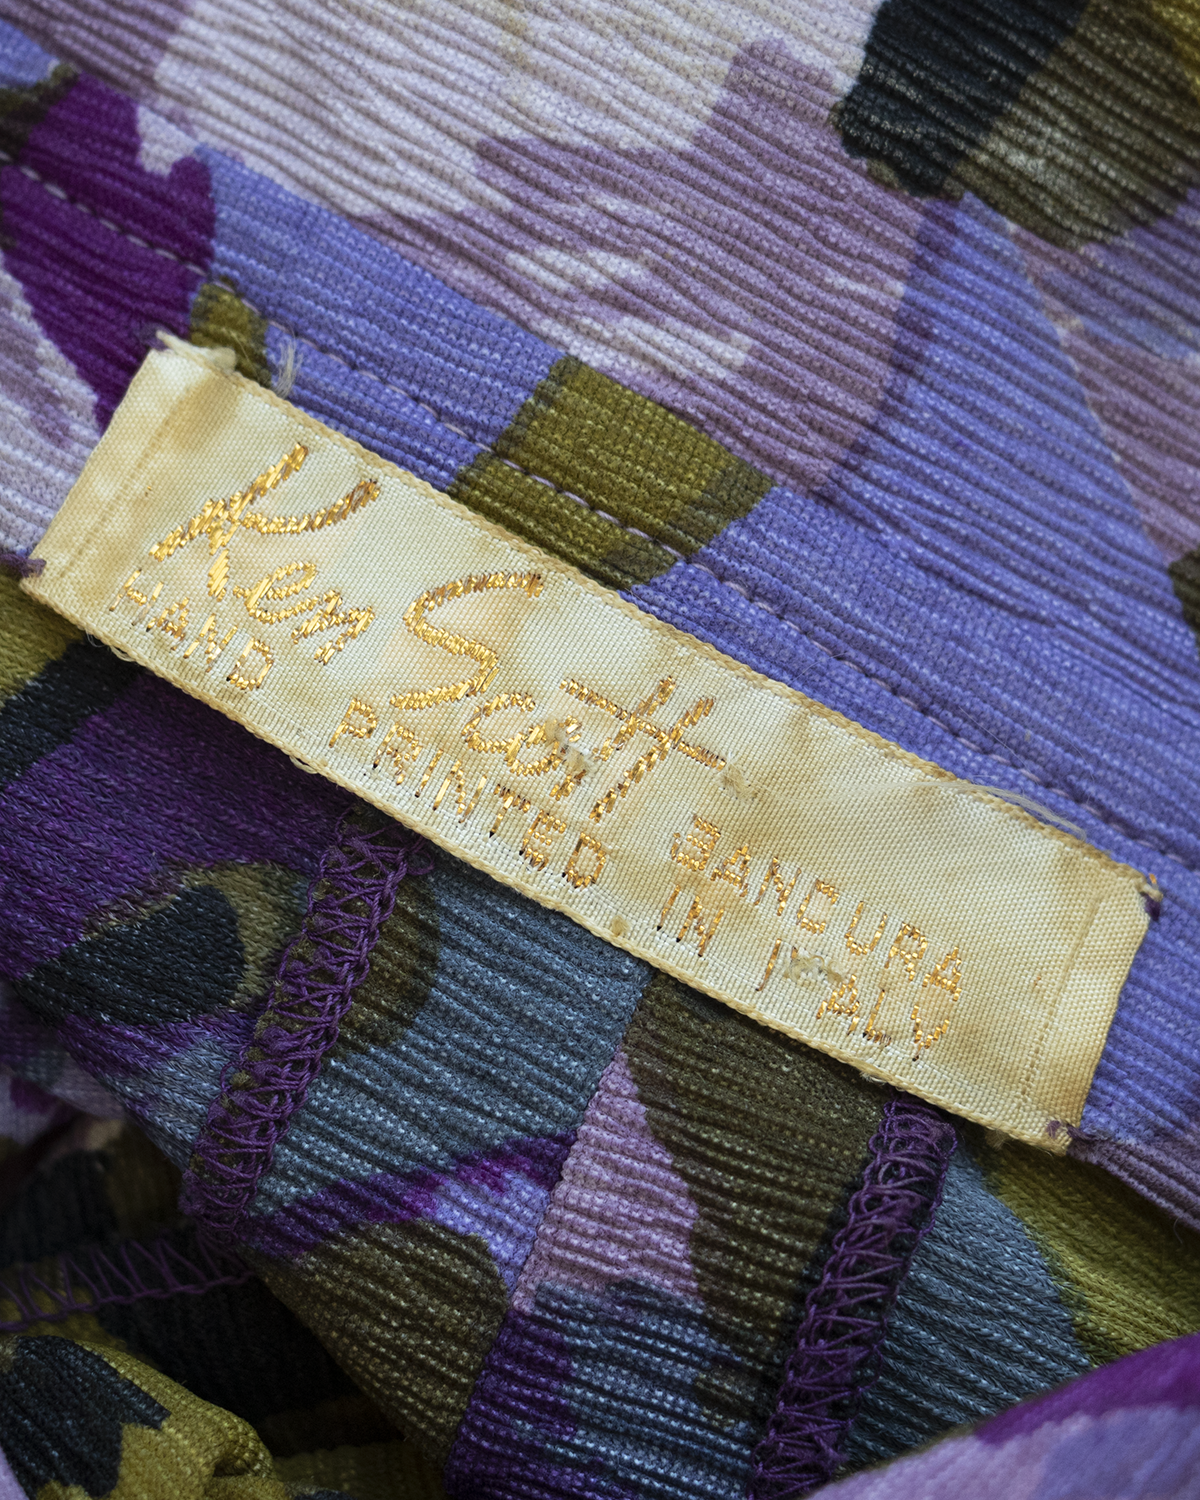 Ken Scott
BANCURA
HAND PRINTED IN ITALY